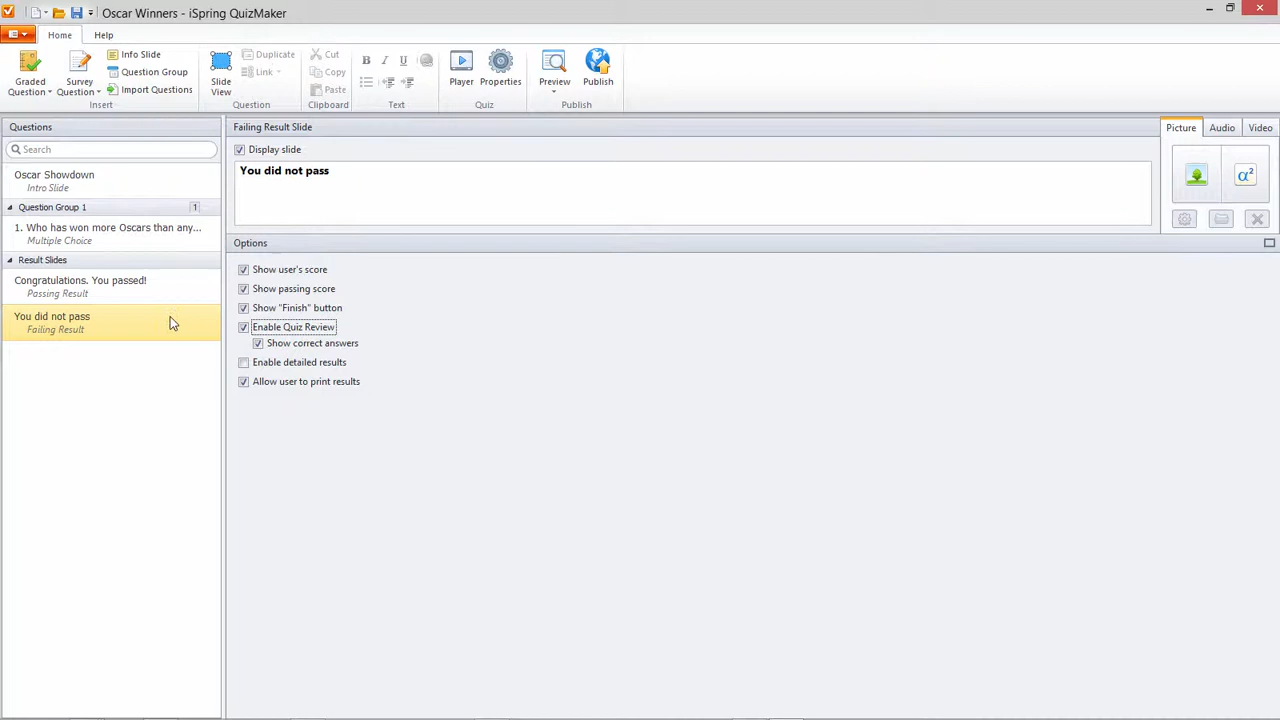 Oscar Winners - iSpring QuizMaker
Home Help
Graded Question
Survey Question
Info Slide
Question Group
Import Questions
Insert
Slide View
Duplicate
Link
Question
Cut
Copy
Paste
Clipboard
B I U
Text
Player
Properties
Quiz
Preview
Publish
Publish
Questions
Search
Oscar Showdown
Intro Slide
Question Group 1 1
1. Who has won more Oscars than any...
Multiple Choice
Result Slides
Congratulations. You passed!
Passing Result
You did not pass
Failing Result
Failing Result Slide
Display slide
You did not pass
Options
Show user's score
Show passing score
Show "Finish" button
Enable Quiz Review
Show correct answers
Enable detailed results
Allow user to print results
Picture Audio Video
α²